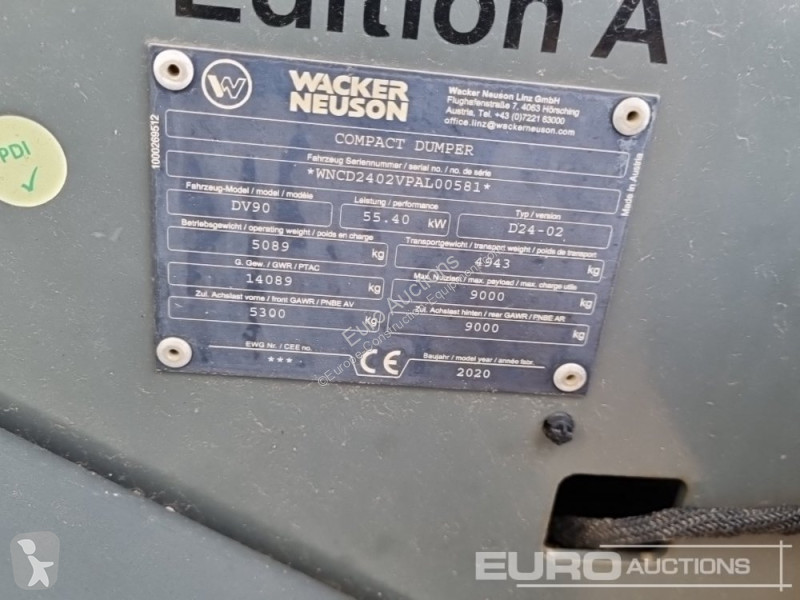 Edition A
WACKER
NEUSON
Wacker Neuson Linz GmbH
Flughafenstraße 7, 4063 Hörsching
Austria, Tel. +43 (0)7221 63000
office.linz@wackerneuson.com
1000269512
COMPACT DUMPER
Fahrzeug Seriennummer / serial no. / no. de série
*WNCD2402VPAL00581*
Made in Austria
Fahrzeug-Model / model / modèle
DV90
Leistung / performance
55.40 kW
Typ / version
D24-02
Betriebsgewicht / operating weight / poids en charge
5089 kg
Transportgewicht / transport weight / poids de transport
4943 kg
G. Gew. / GWR / PTAC
14089 kg
Max. Nutzlast / max. payload / max. charge utile
9000 kg
Zul. Achslast vorne / front GAWR / PNBE AV
5300 kg
Zul. Achslast hinten / rear GAWR / PNBE AR
9000 kg
EWG Nr. / CEE no.
***
CE
Baujahr / model year / année fabr.
2020
PDI
Euro Auctions
EURO AUCTIONS